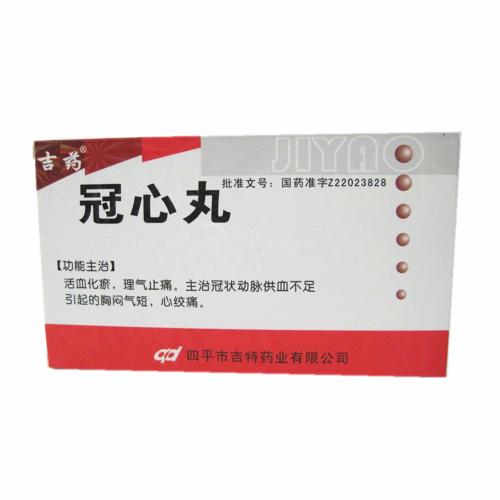 吉药®
JIYAO
批准文号：国药准字Z22023828
冠心丸
【功能主治】
活血化瘀，理气止痛。主治冠状动脉供血不足
引起的胸闷气短，心绞痛。
四平市吉特药业有限公司